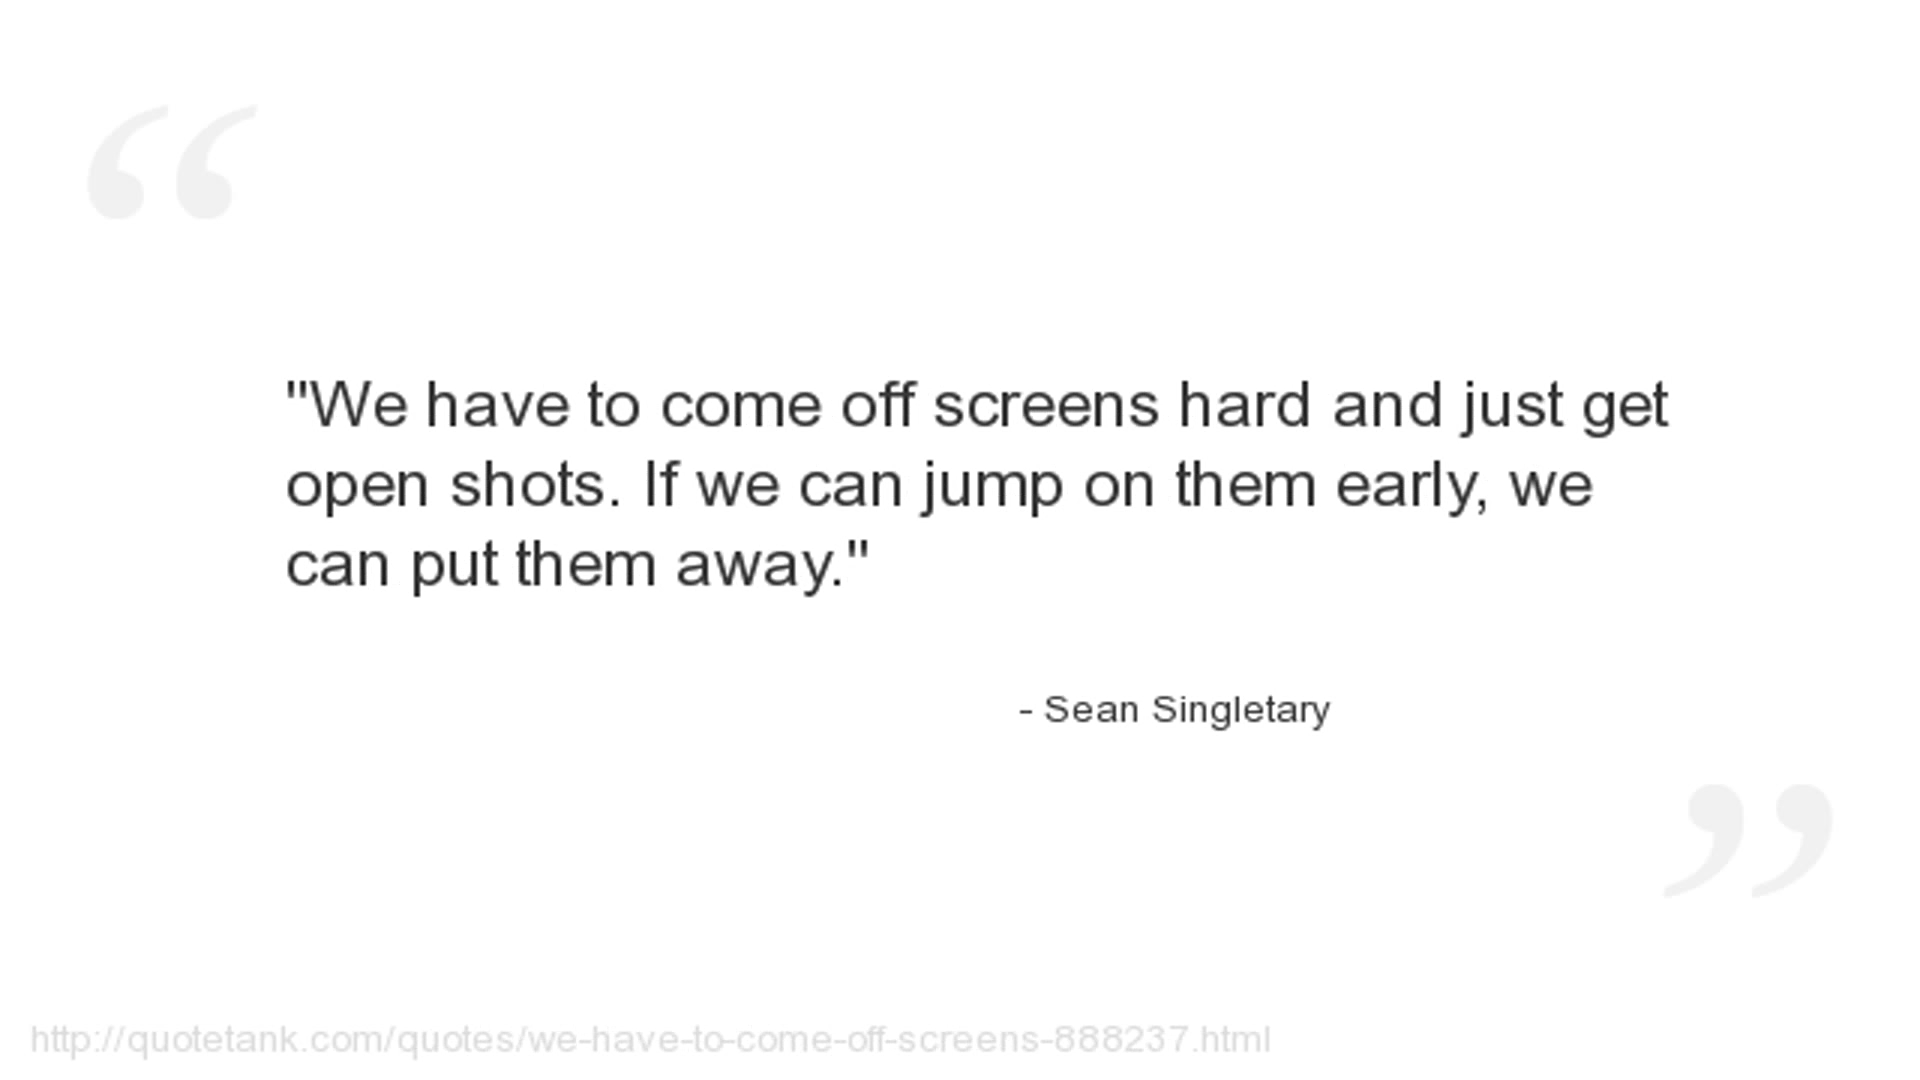 "We have to come off screens hard and just get
open shots. If we can jump on them early, we
can put them away."
- Sean Singletary
http://quotetank.com/quotes/we-have-to-come-off-screens-888237.html